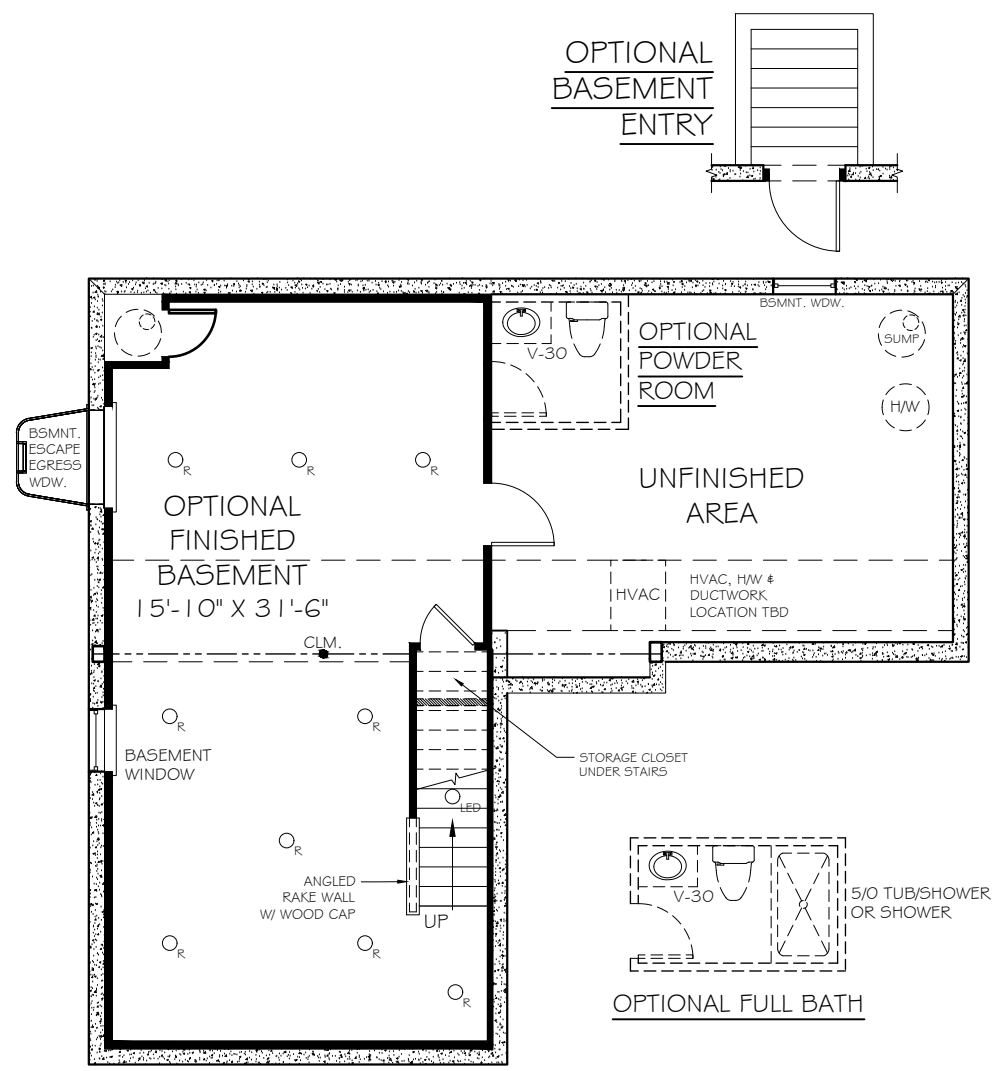 OPTIONAL
BASEMENT
ENTRY
BSMNT. WDW.
V-30
OPTIONAL
POWDER
ROOM
SUMP
H/W
BSMNT.
ESCAPE
EGRESS
WDW.
R
R
R
UNFINISHED
AREA
OPTIONAL
FINISHED
BASEMENT
15'-10" X 31'-6"
HVAC
HVAC, H/W &
DUCTWORK
LOCATION TBD
CLM.
R
R
BASEMENT
WINDOW
STORAGE CLOSET
UNDER STAIRS
LED
R
ANGLED
RAKE WALL
W/ WOOD CAP
UP
R
R
R
V-30
5/0 TUB/SHOWER
OR SHOWER
OPTIONAL FULL BATH